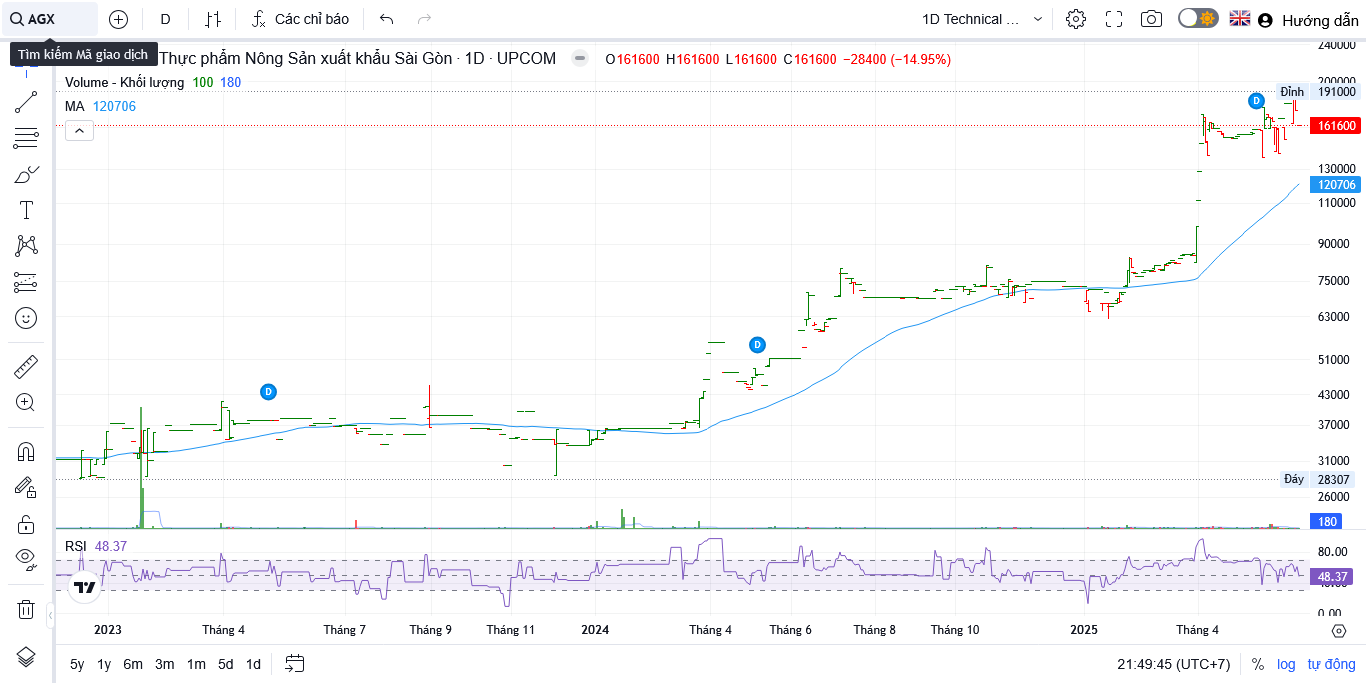 AGX D Các chỉ báo 1D Technical ... Hướng dẫn
Tìm kiếm Mã giao dịch
Thực phẩm Nông Sản xuất khẩu Sài Gòn · 1D · UPCOM O161600 H161600 L161600 C161600 −28400 (−14.95%)
Volume - Khối lượng 100 180
MA 120706
240000
200000
Đỉnh 191000
161600
130000
120706
110000
90000
75000
63000
51000
43000
37000
31000
Đáy 28307
26000
180
D
D
D
RSI 48.37
80.00
48.37
0.00
2023 Tháng 4 Tháng 7 Tháng 9 Tháng 11 2024 Tháng 4 Tháng 6 Tháng 8 Tháng 10 2025 Tháng 4
5y 1y 6m 3m 1m 5d 1d 21:49:45 (UTC+7) % log tự động